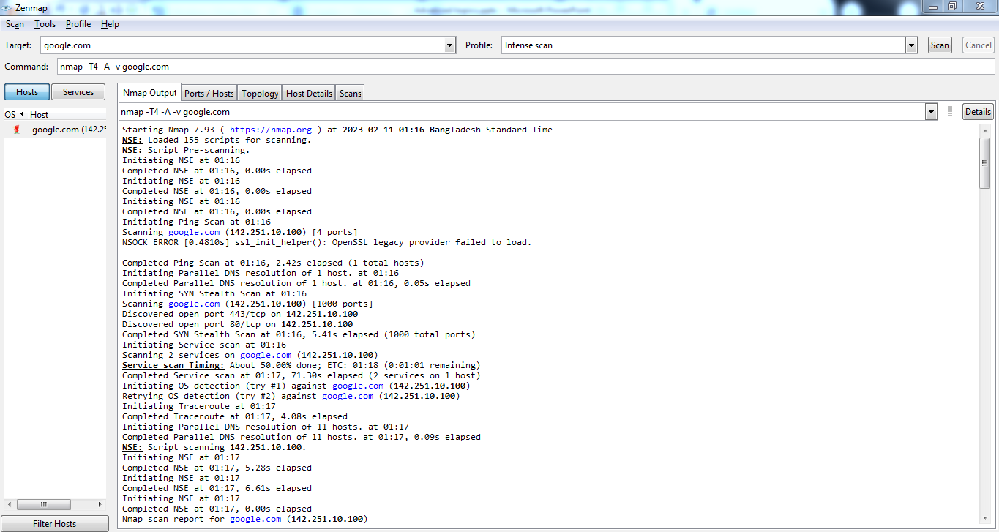 Zenmap
Scan Tools Profile Help
Target: google.com Profile: Intense scan Scan Cancel
Command: nmap -T4 -A -v google.com
Hosts Services
Nmap Output Ports / Hosts Topology Host Details Scans
OS Host
nmap -T4 -A -v google.com Details
google.com (142.25
Starting Nmap 7.93 ( https://nmap.org ) at 2023-02-11 01:16 Bangladesh Standard Time
NSE: Loaded 155 scripts for scanning.
NSE: Script Pre-scanning.
Initiating NSE at 01:16
Completed NSE at 01:16, 0.00s elapsed
Initiating NSE at 01:16
Completed NSE at 01:16, 0.00s elapsed
Initiating NSE at 01:16
Completed NSE at 01:16, 0.00s elapsed
Initiating Ping Scan at 01:16
Scanning google.com (142.251.10.100) [4 ports]
NSOCK ERROR [0.4810s] ssl_init_helper(): OpenSSL legacy provider failed to load.
Completed Ping Scan at 01:16, 2.42s elapsed (1 total hosts)
Initiating Parallel DNS resolution of 1 host. at 01:16
Completed Parallel DNS resolution of 1 host. at 01:16, 0.05s elapsed
Initiating SYN Stealth Scan at 01:16
Scanning google.com (142.251.10.100) [1000 ports]
Discovered open port 443/tcp on 142.251.10.100
Discovered open port 80/tcp on 142.251.10.100
Completed SYN Stealth Scan at 01:16, 5.41s elapsed (1000 total ports)
Initiating Service scan at 01:16
Scanning 2 services on google.com (142.251.10.100)
Service scan Timing: About 50.00% done; ETC: 01:18 (0:01:01 remaining)
Completed Service scan at 01:17, 71.30s elapsed (2 services on 1 host)
Initiating OS detection (try #1) against google.com (142.251.10.100)
Retrying OS detection (try #2) against google.com (142.251.10.100)
Initiating Traceroute at 01:17
Completed Traceroute at 01:17, 4.08s elapsed
Initiating Parallel DNS resolution of 11 hosts. at 01:17
Completed Parallel DNS resolution of 11 hosts. at 01:17, 0.09s elapsed
NSE: Script scanning 142.251.10.100.
Initiating NSE at 01:17
Completed NSE at 01:17, 5.28s elapsed
Initiating NSE at 01:17
Completed NSE at 01:17, 6.61s elapsed
Initiating NSE at 01:17
Completed NSE at 01:17, 0.00s elapsed
Nmap scan report for google.com (142.251.10.100)
Filter Hosts